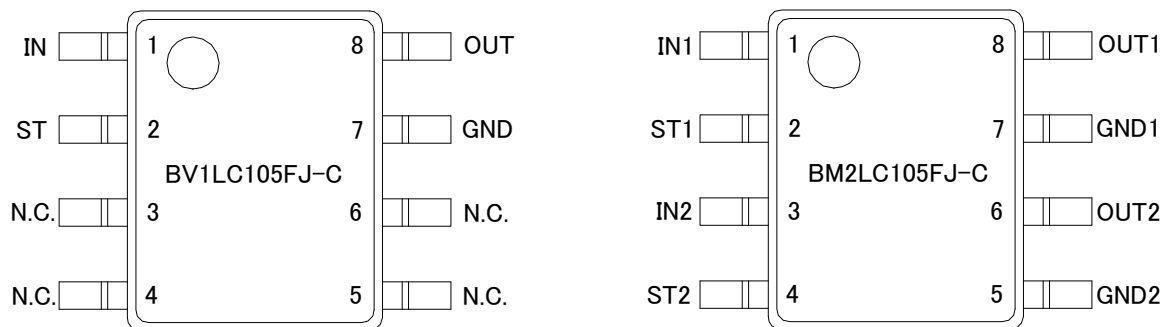 IN 1 8 OUT
ST 2 7 GND
BV1LC105FJ-C
N.C. 3 6 N.C.
N.C. 4 5 N.C.
IN1 1 8 OUT1
ST1 2 7 GND1
BM2LC105FJ-C
IN2 3 6 OUT2
ST2 4 5 GND2